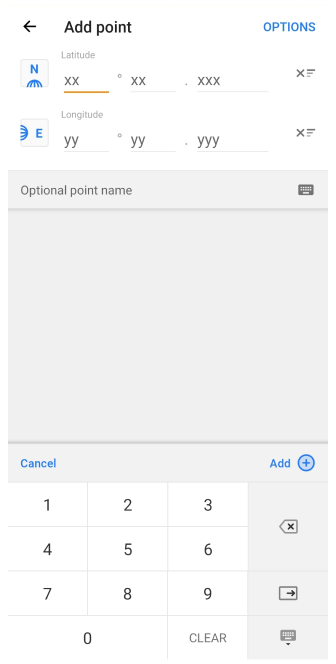 Add point
OPTIONS
Latitude
N
xx ° xx . xxx
Longitude
E
yy ° yy . yyy
Optional point name
Cancel
Add
1 2 3
4 5 6
7 8 9
0 CLEAR